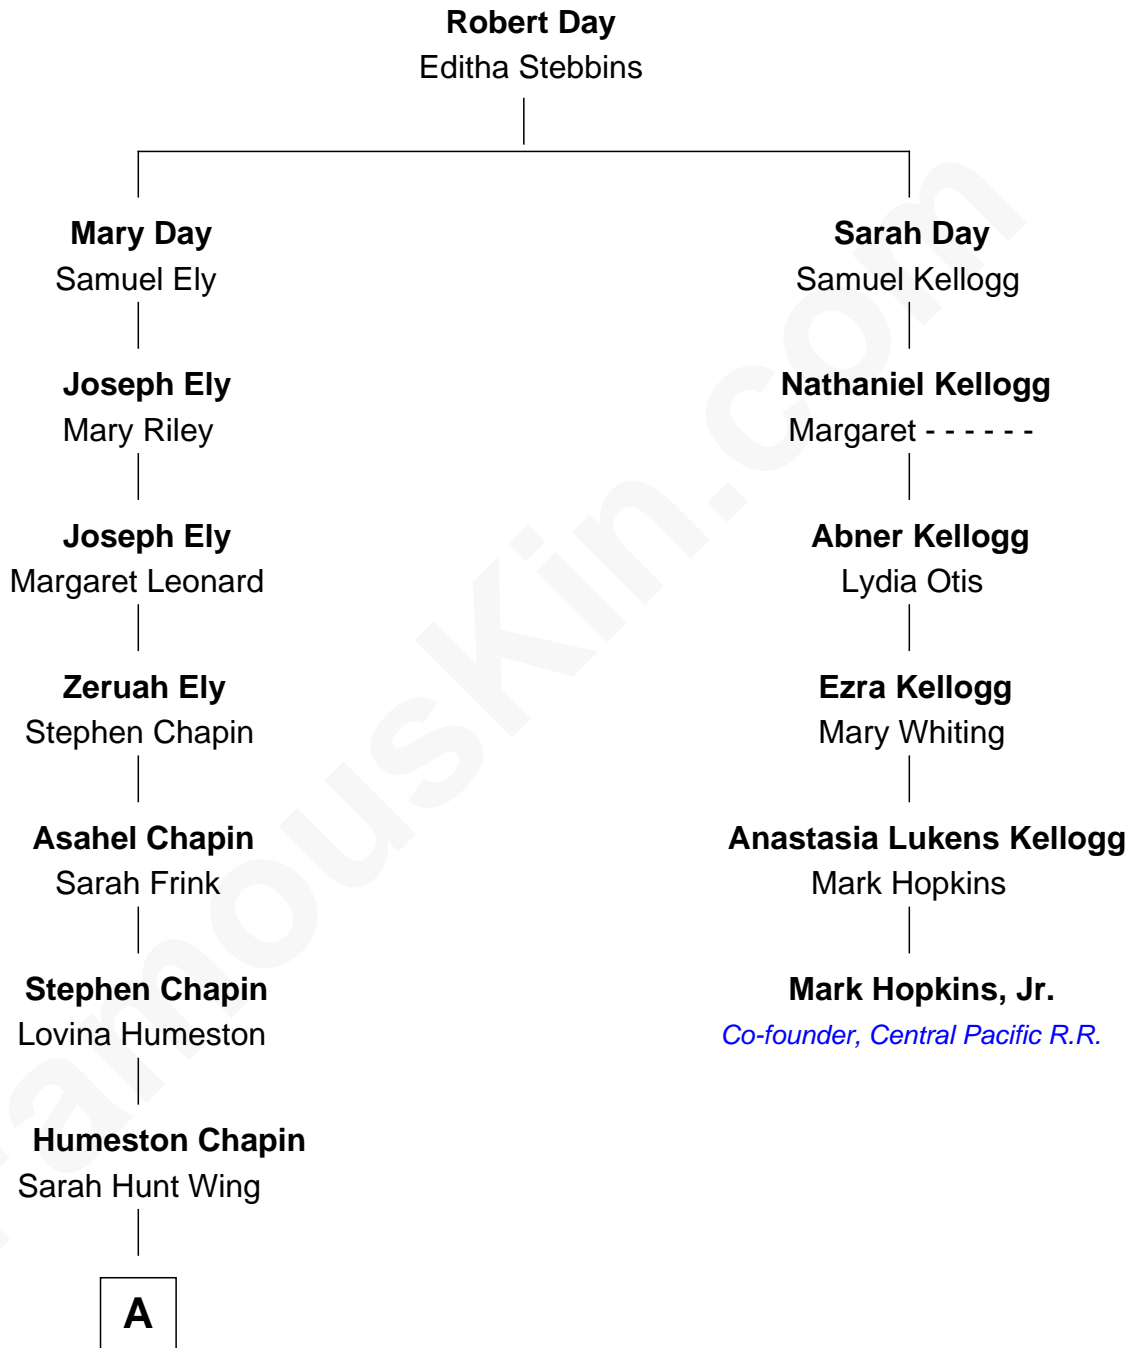 Robert Day
Editha Stebbins
Mary Day
Samuel Ely
Sarah Day
Samuel Kellogg
Joseph Ely
Mary Riley
Nathaniel Kellogg
Margaret - - - - - -
Joseph Ely
Margaret Leonard
Abner Kellogg
Lydia Otis
Zeruah Ely
Stephen Chapin
Ezra Kellogg
Mary Whiting
Asahel Chapin
Sarah Frink
Anastasia Lukens Kellogg
Mark Hopkins
Stephen Chapin
Lovina Humeston
Mark Hopkins, Jr.
Co-founder, Central Pacific R.R.
Humeston Chapin
Sarah Hunt Wing
A
FamousKin.com